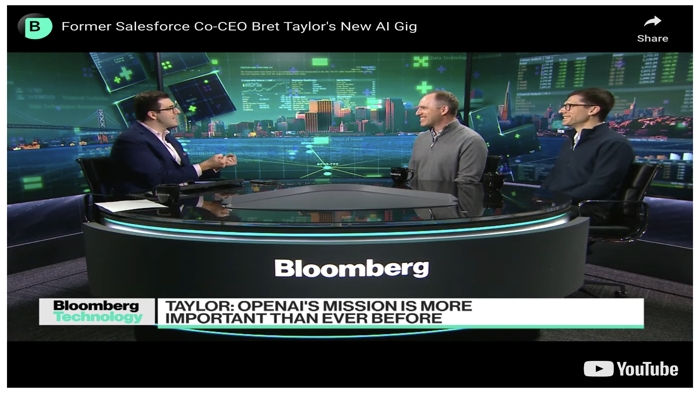 B
Former Salesforce Co-CEO Bret Taylor's New AI Gig
Share
Bloomberg
Bloomberg
Technology
TAYLOR: OPENAI'S MISSION IS MORE
IMPORTANT THAN EVER BEFORE
YouTube